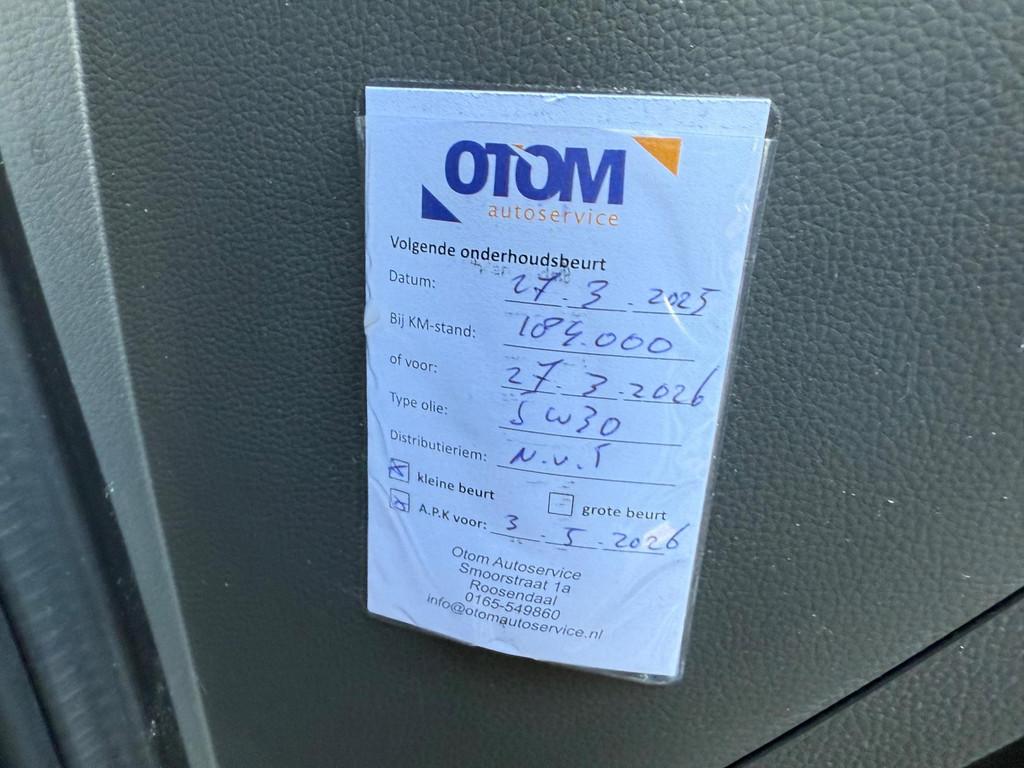 OTOM
autoservice
Volgende onderhoudsbeurt
Datum: 27.3.2025
Bij KM-stand: 184.000
of voor: 27.3.2026
Type olie: 5W30
Distributieriem: N.v.T
kleine beurt grote beurt
A.P.K voor: 3.5.2026
Otom Autoservice
Smoorstraat 1a
Roosendaal
0165-549860
info@otomautoservice.nl